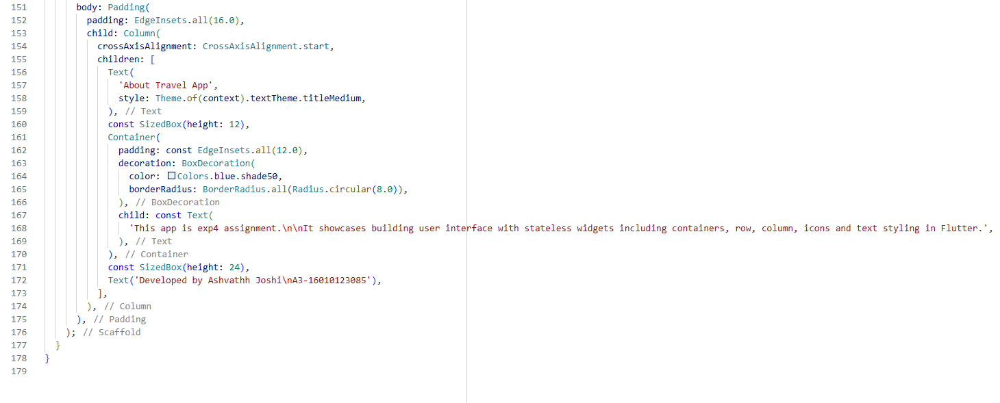 151 body: Padding(
152 padding: EdgeInsets.all(16.0),
153 child: Column(
154 crossAxisAlignment: CrossAxisAlignment.start,
155 children: [
156 Text(
157 'About Travel App',
158 style: Theme.of(context).textTheme.titleMedium,
159 ), // Text
160 const SizedBox(height: 12),
161 Container(
162 padding: const EdgeInsets.all(12.0),
163 decoration: BoxDecoration(
164 color: Colors.blue.shade50,
165 borderRadius: BorderRadius.all(Radius.circular(8.0)),
166 ), // BoxDecoration
167 child: const Text(
168 'This app is exp4 assignment.\n\nIt showcases building user interface with stateless widgets including containers, row, column, icons and text styling in Flutter.',
169 ), // Text
170 ), // Container
171 const SizedBox(height: 24),
172 Text('Developed by Ashvathh Joshi\nA3-16010123085'),
173 ],
174 ), // Column
175 ), // Padding
176 ); // Scaffold
177 }
178 }
179